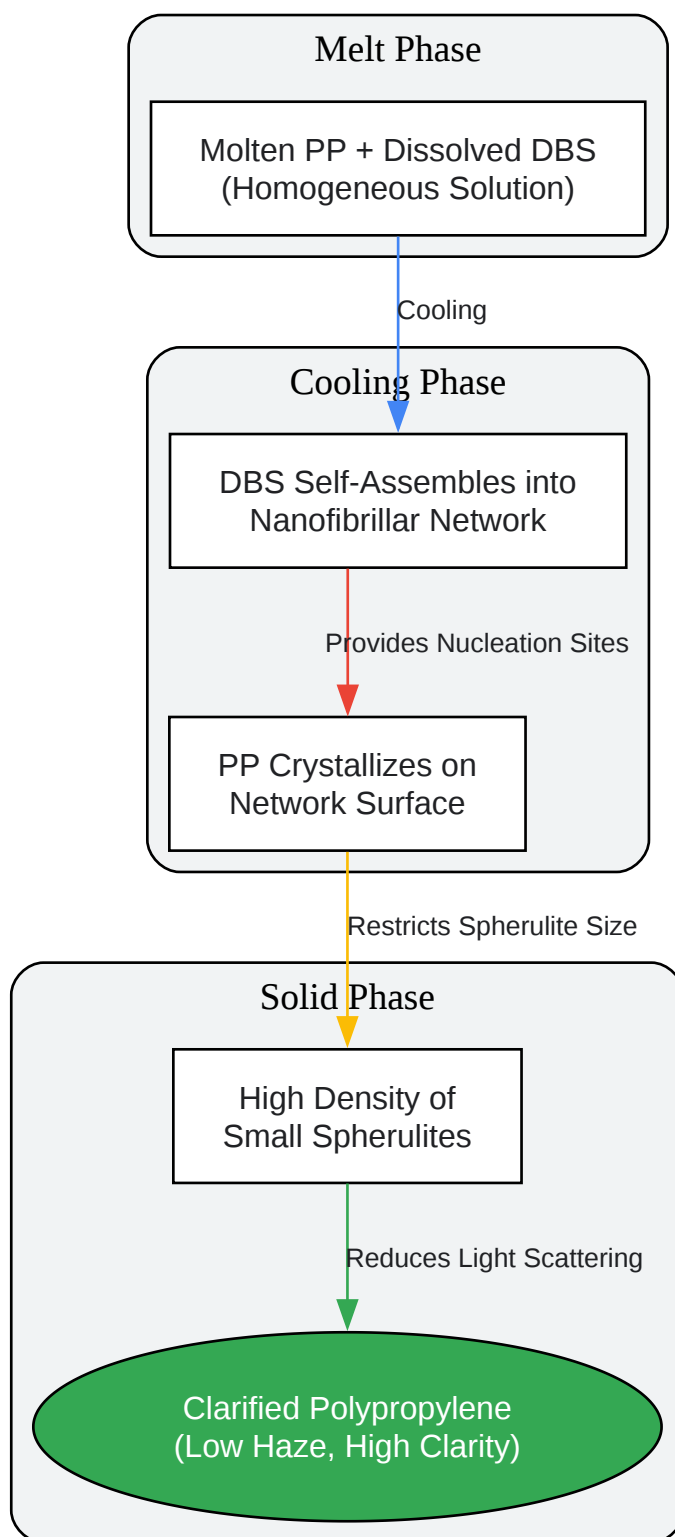 Melt Phase
Molten PP + Dissolved DBS
(Homogeneous Solution)
Cooling
Cooling Phase
DBS Self-Assembles into
Nanofibrillar Network
Provides Nucleation Sites
PP Crystallizes on
Network Surface
Restricts Spherulite Size
Solid Phase
High Density of
Small Spherulites
Reduces Light Scattering
Clarified Polypropylene
(Low Haze, High Clarity)